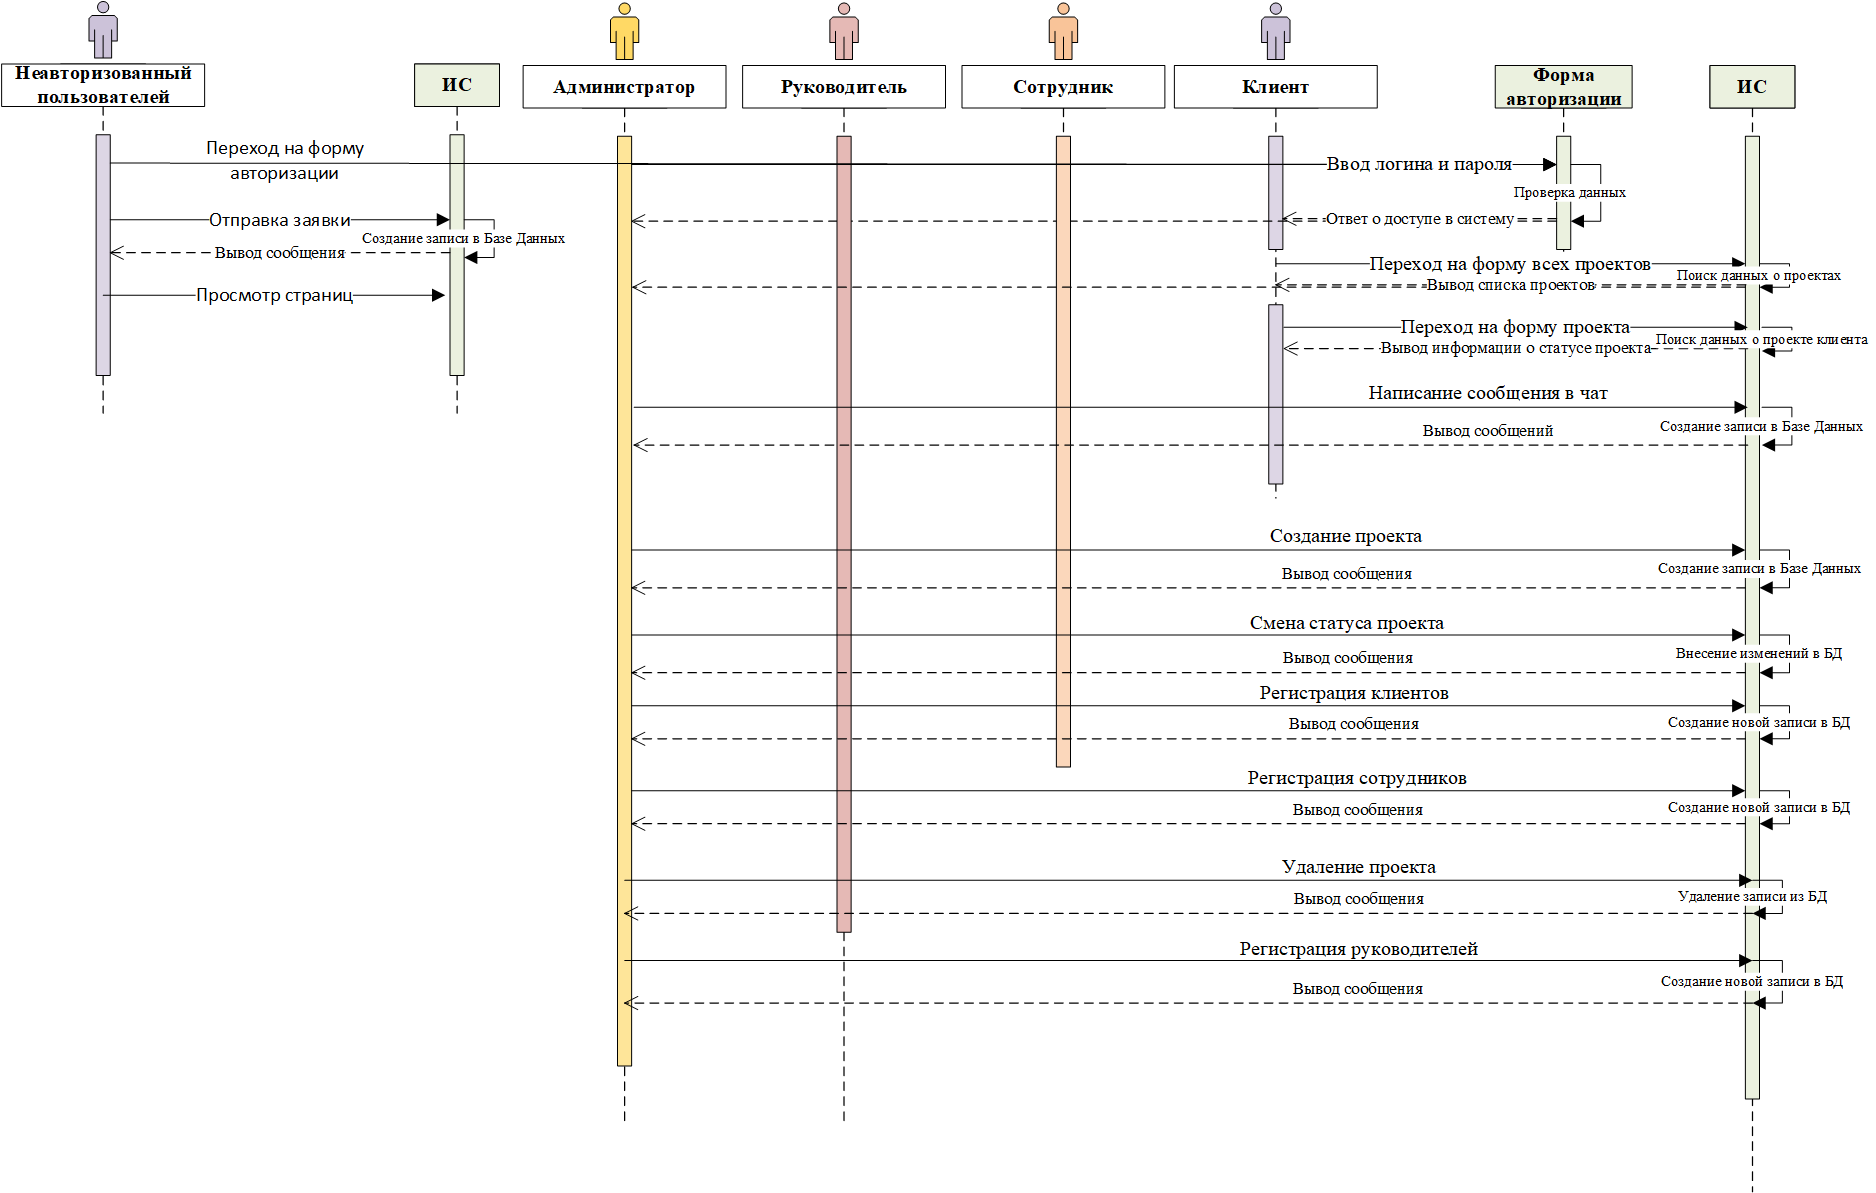 Неавторизованный
пользователей
ИС
Администратор
Руководитель
Сотрудник
Клиент
Форма
авторизации
ИС
Переход на форму
авторизации
Ввод логина и пароля
Проверка данных
Отправка заявки
Ответ о доступе в систему
Создание записи в Базе Данных
Вывод сообщения
Переход на форму всех проектов
Поиск данных о проектах
Вывод списка проектов
Просмотр страниц
Переход на форму проекта
Поиск данных о проекте клиента
Вывод информации о статусе проекта
Написание сообщения в чат
Создание записи в Базе Данных
Вывод сообщений
Создание проекта
Создание записи в Базе Данных
Вывод сообщения
Смена статуса проекта
Внесение изменений в БД
Вывод сообщения
Регистрация клиентов
Создание новой записи в БД
Вывод сообщения
Регистрация сотрудников
Создание новой записи в БД
Вывод сообщения
Удаление проекта
Удаление записи из БД
Вывод сообщения
Регистрация руководителей
Создание новой записи в БД
Вывод сообщения